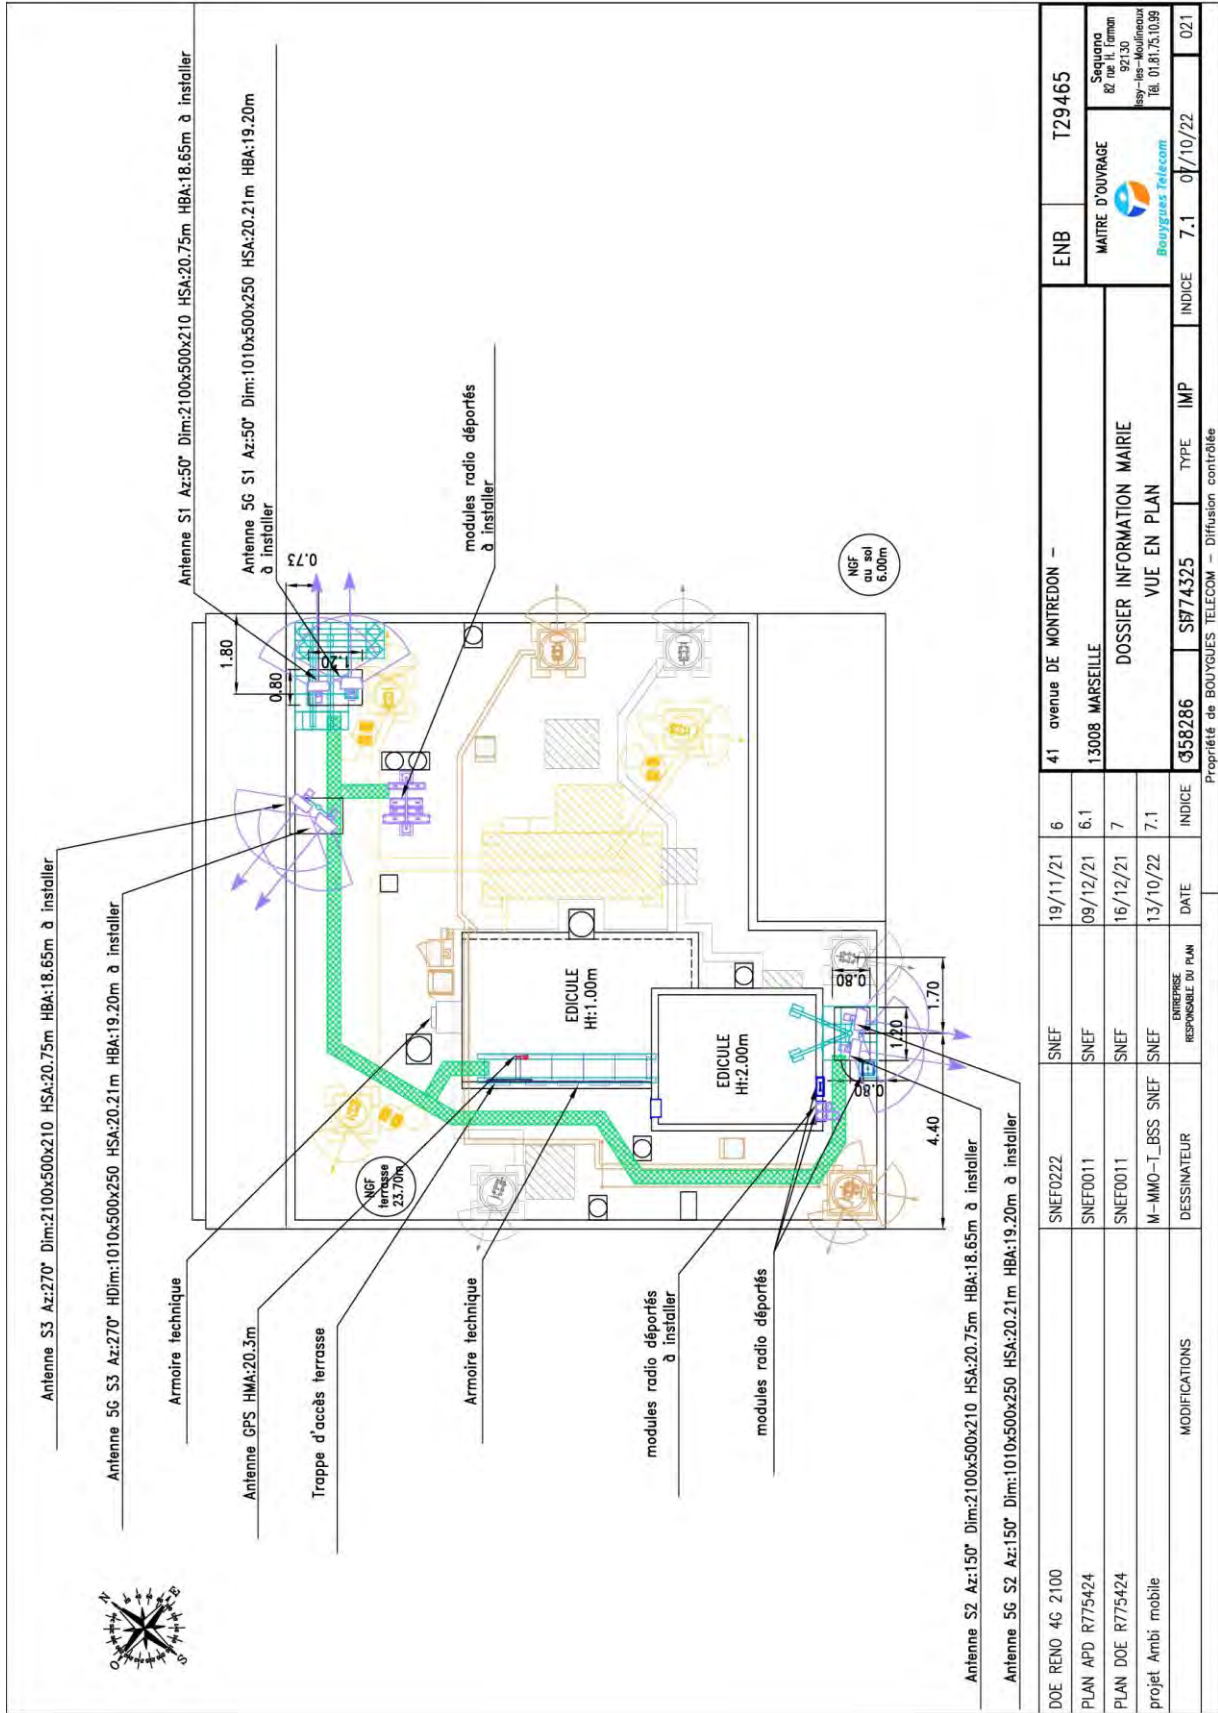 Antenne S3 Az:270° Dim:2100x500x210 HSA:20.75m HBA:18.65m à installer
Antenne 5G S3 Az:270° HDim:1010x500x250 HSA:20.21m HBA:19.20m à installer
Armoire technique
Antenne GPS HMA:20.3m
Trappe d'accès terrasse
Armoire technique
modules radio déportés
à installer
modules radio déportés
Antenne S2 Az:150° Dim:2100x500x210 HSA:20.75m HBA:18.65m à installer
Antenne 5G S2 Az:150° Dim:1010x500x250 HSA:20.21m HBA:19.20m à installer
Antenne S1 Az:50° Dim:2100x500x210 HSA:20.75m HBA:18.65m à installer
Antenne 5G S1 Az:50° Dim:1010x500x250 HSA:20.21m HBA:19.20m
à installer
modules radio déportés
à installer
N
E
S
O
1.80
0.80
0.73
1.20
NGF
terrasse
23.70m
EDICULE
Ht:1.00m
EDICULE
Ht:2.00m
0.80
1.70
1.20
0.80
4.40
NGF
au sol
6.00m
DOE RENO 4G 2100 SNEF0222 SNEF 19/11/21 6
PLAN APD R775424 SNEF0011 SNEF 09/12/21 6.1
PLAN DOE R775424 SNEF0011 SNEF 16/12/21 7
projet Ambi mobile M-MMO-T_BSS SNEF SNEF 13/10/22 7.1
MODIFICATIONS DESSINATEUR ENTREPRISE RESPONSABLE DU PLAN DATE INDICE
41 avenue DE MONTREDON -
13008 MARSEILLE
ENB T29465
DOSSIER INFORMATION MAIRIE
VUE EN PLAN
MAITRE D'OUVRAGE
Bouygues Telecom
Sequana
82 rue H. Farman
92130
Issy-les-Moulineaux
Tél. 01.81.75.10.99
G358286 SF774325 TYPE IMP INDICE 7.1 07/10/22 021
Propriété de BOUYGUES TELECOM - Diffusion contrôlée